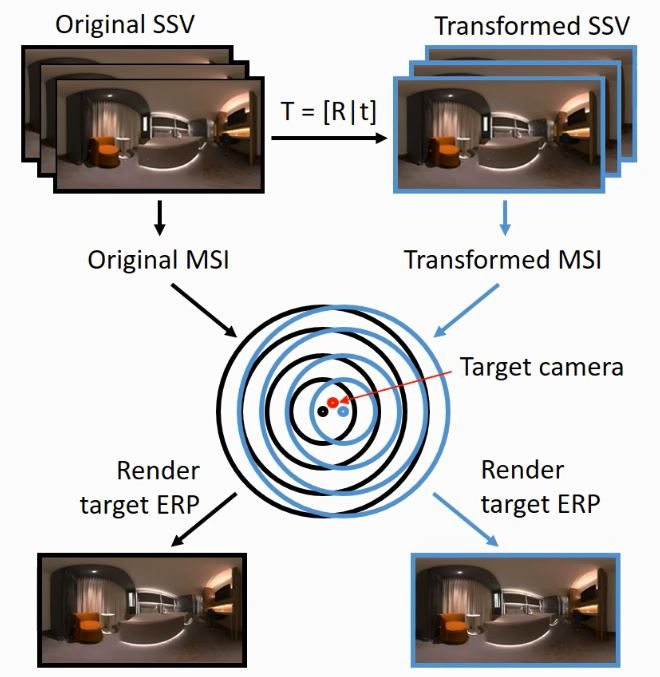 Original SSV
Transformed SSV
T = [R|t]
Original MSI
Transformed MSI
Target camera
Render
target ERP
Render
target ERP